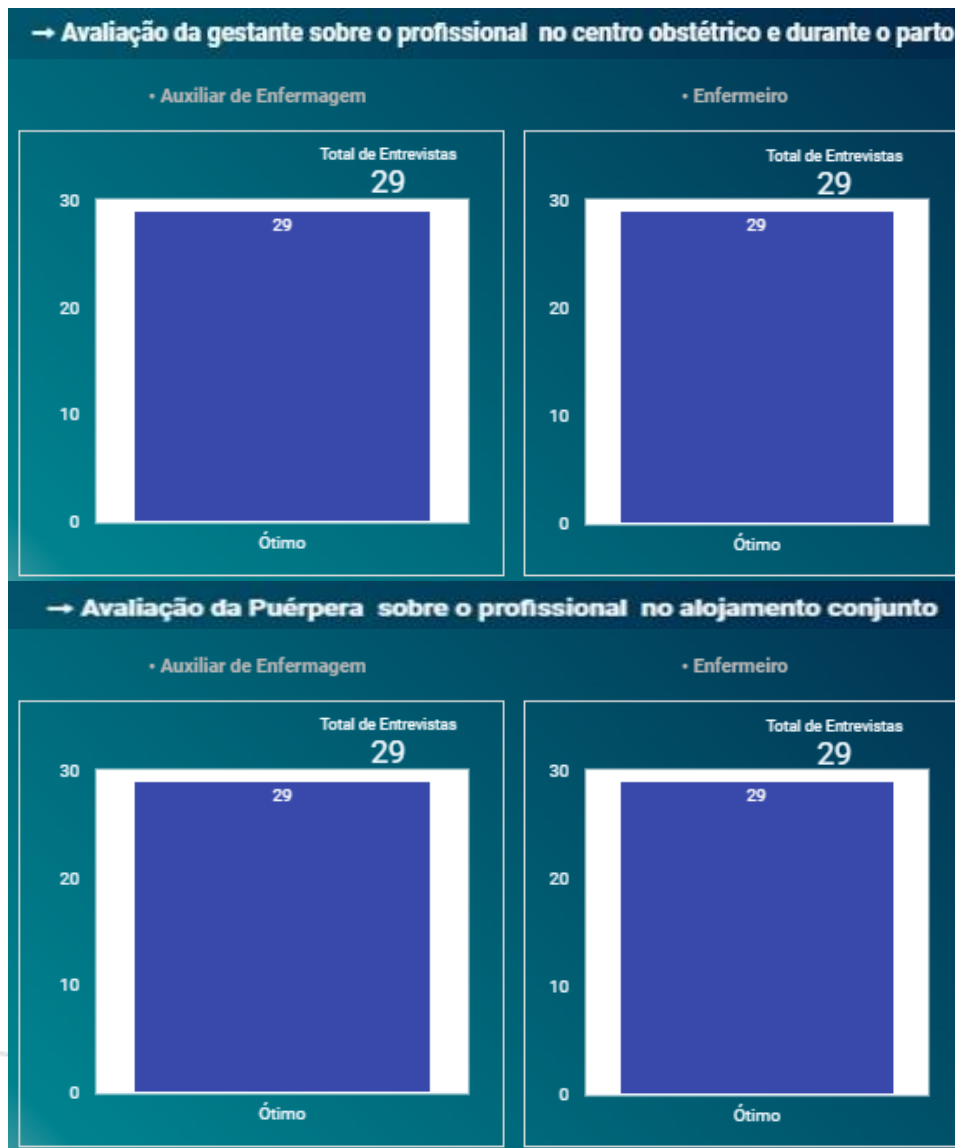 → Avaliação da gestante sobre o profissional no centro obstétrico e durante o parto
• Auxiliar de Enfermagem
• Enfermeiro
Total de Entrevistas
29
30
29
20
10
0
Ótimo
Total de Entrevistas
29
30
29
20
10
0
Ótimo
→ Avaliação da Puérpera sobre o profissional no alojamento conjunto
• Auxiliar de Enfermagem
• Enfermeiro
Total de Entrevistas
29
30
29
20
10
0
Ótimo
Total de Entrevistas
29
30
29
20
10
0
Ótimo